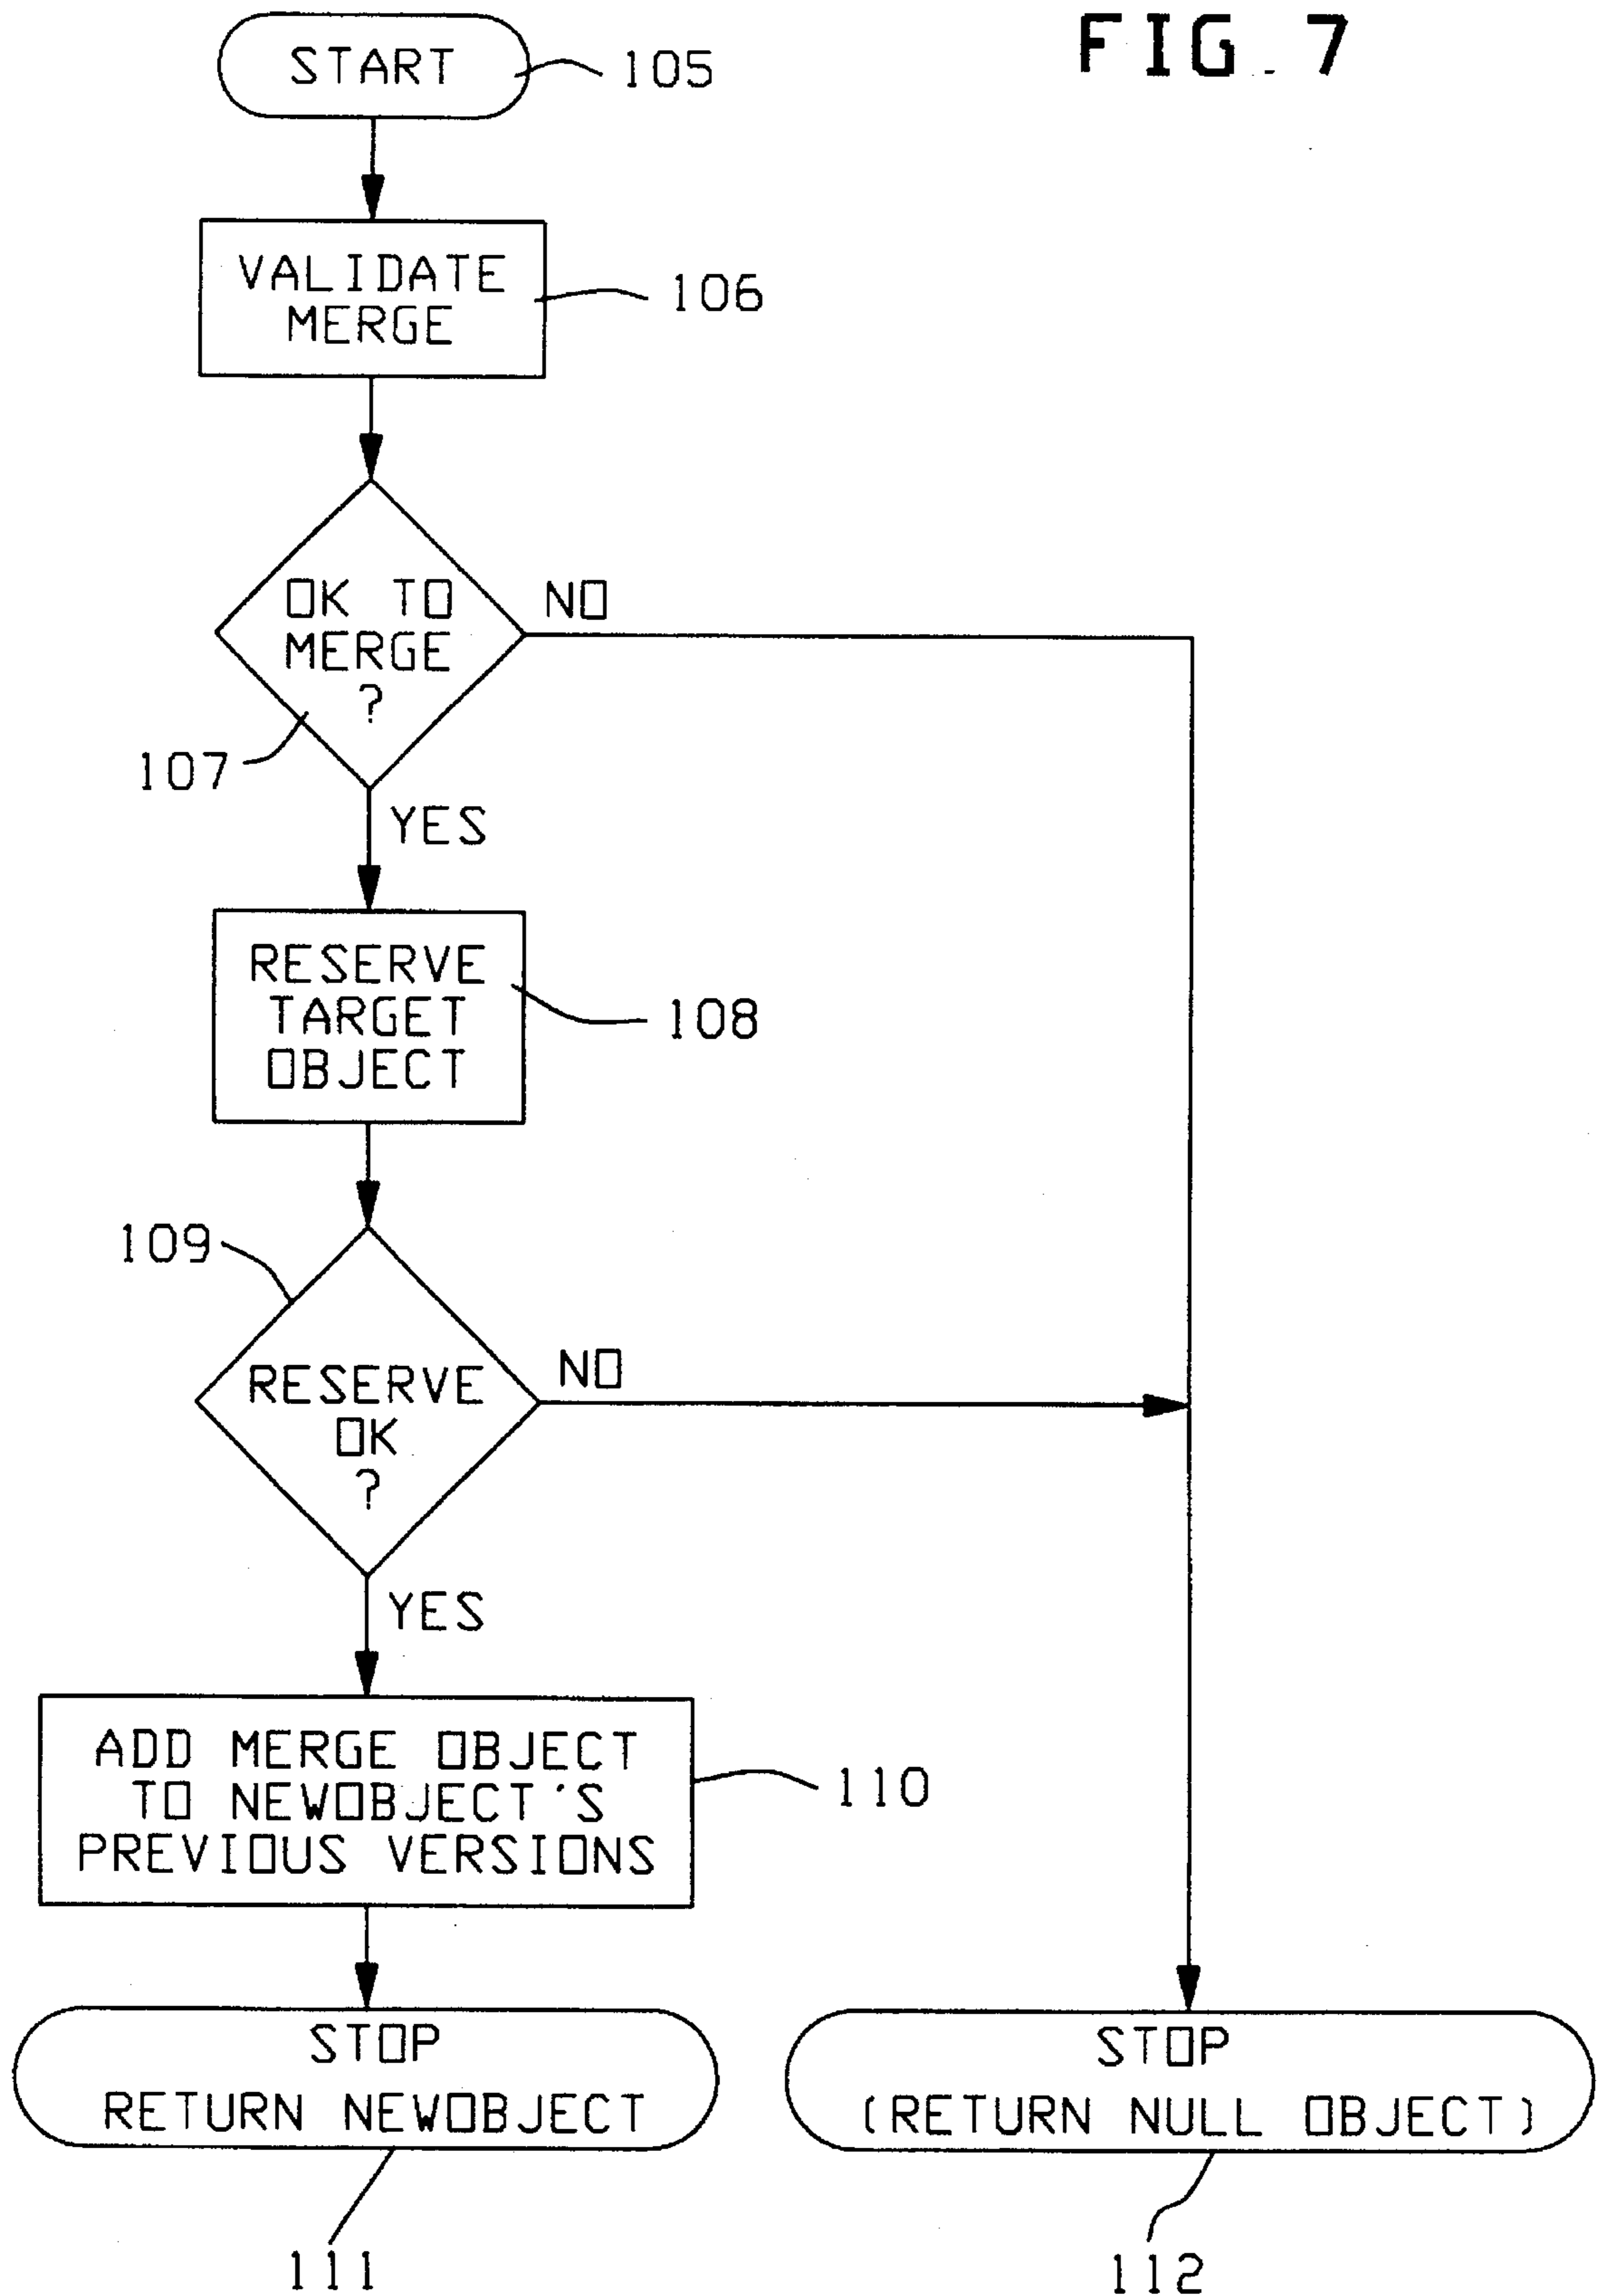 FIG. 7
START
105
VALIDATE
MERGE
106
OK TO
MERGE
?
NO
107
YES
RESERVE
TARGET
OBJECT
108
109
RESERVE
OK
?
NO
YES
ADD MERGE OBJECT
TO NEWOBJECT'S
PREVIOUS VERSIONS
110
STOP
RETURN NEWOBJECT
STOP
(RETURN NULL OBJECT)
111
112